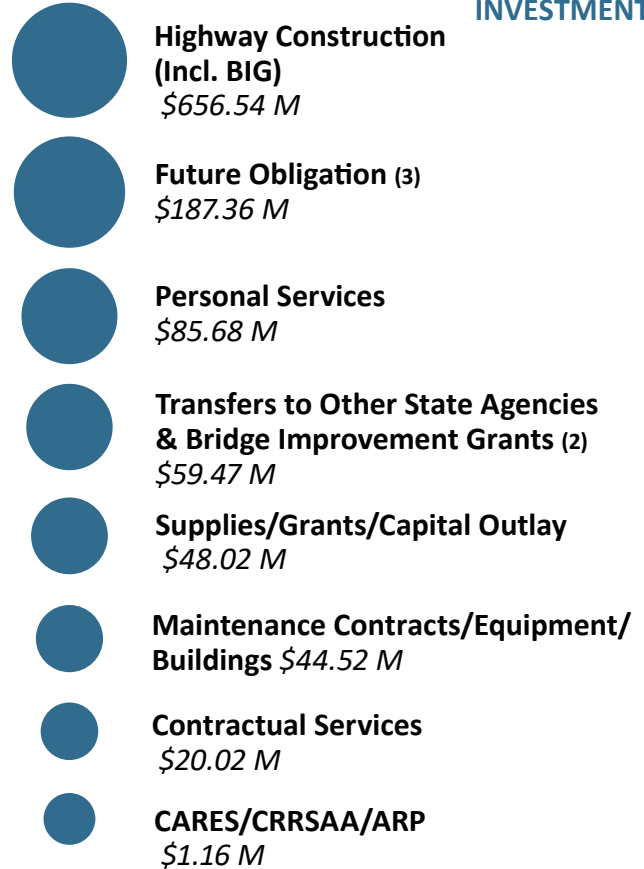 INVESTMENT
Highway Construction
(Incl. BIG)
$656.54 M
Future Obligation (3)
$187.36 M
Personal Services
$85.68 M
Transfers to Other State Agencies
& Bridge Improvement Grants (2)
$59.47 M
Supplies/Grants/Capital Outlay
$48.02 M
Maintenance Contracts/Equipment/
Buildings $44.52 M
Contractual Services
$20.02 M
CARES/CRRSAA/ARP
$1.16 M